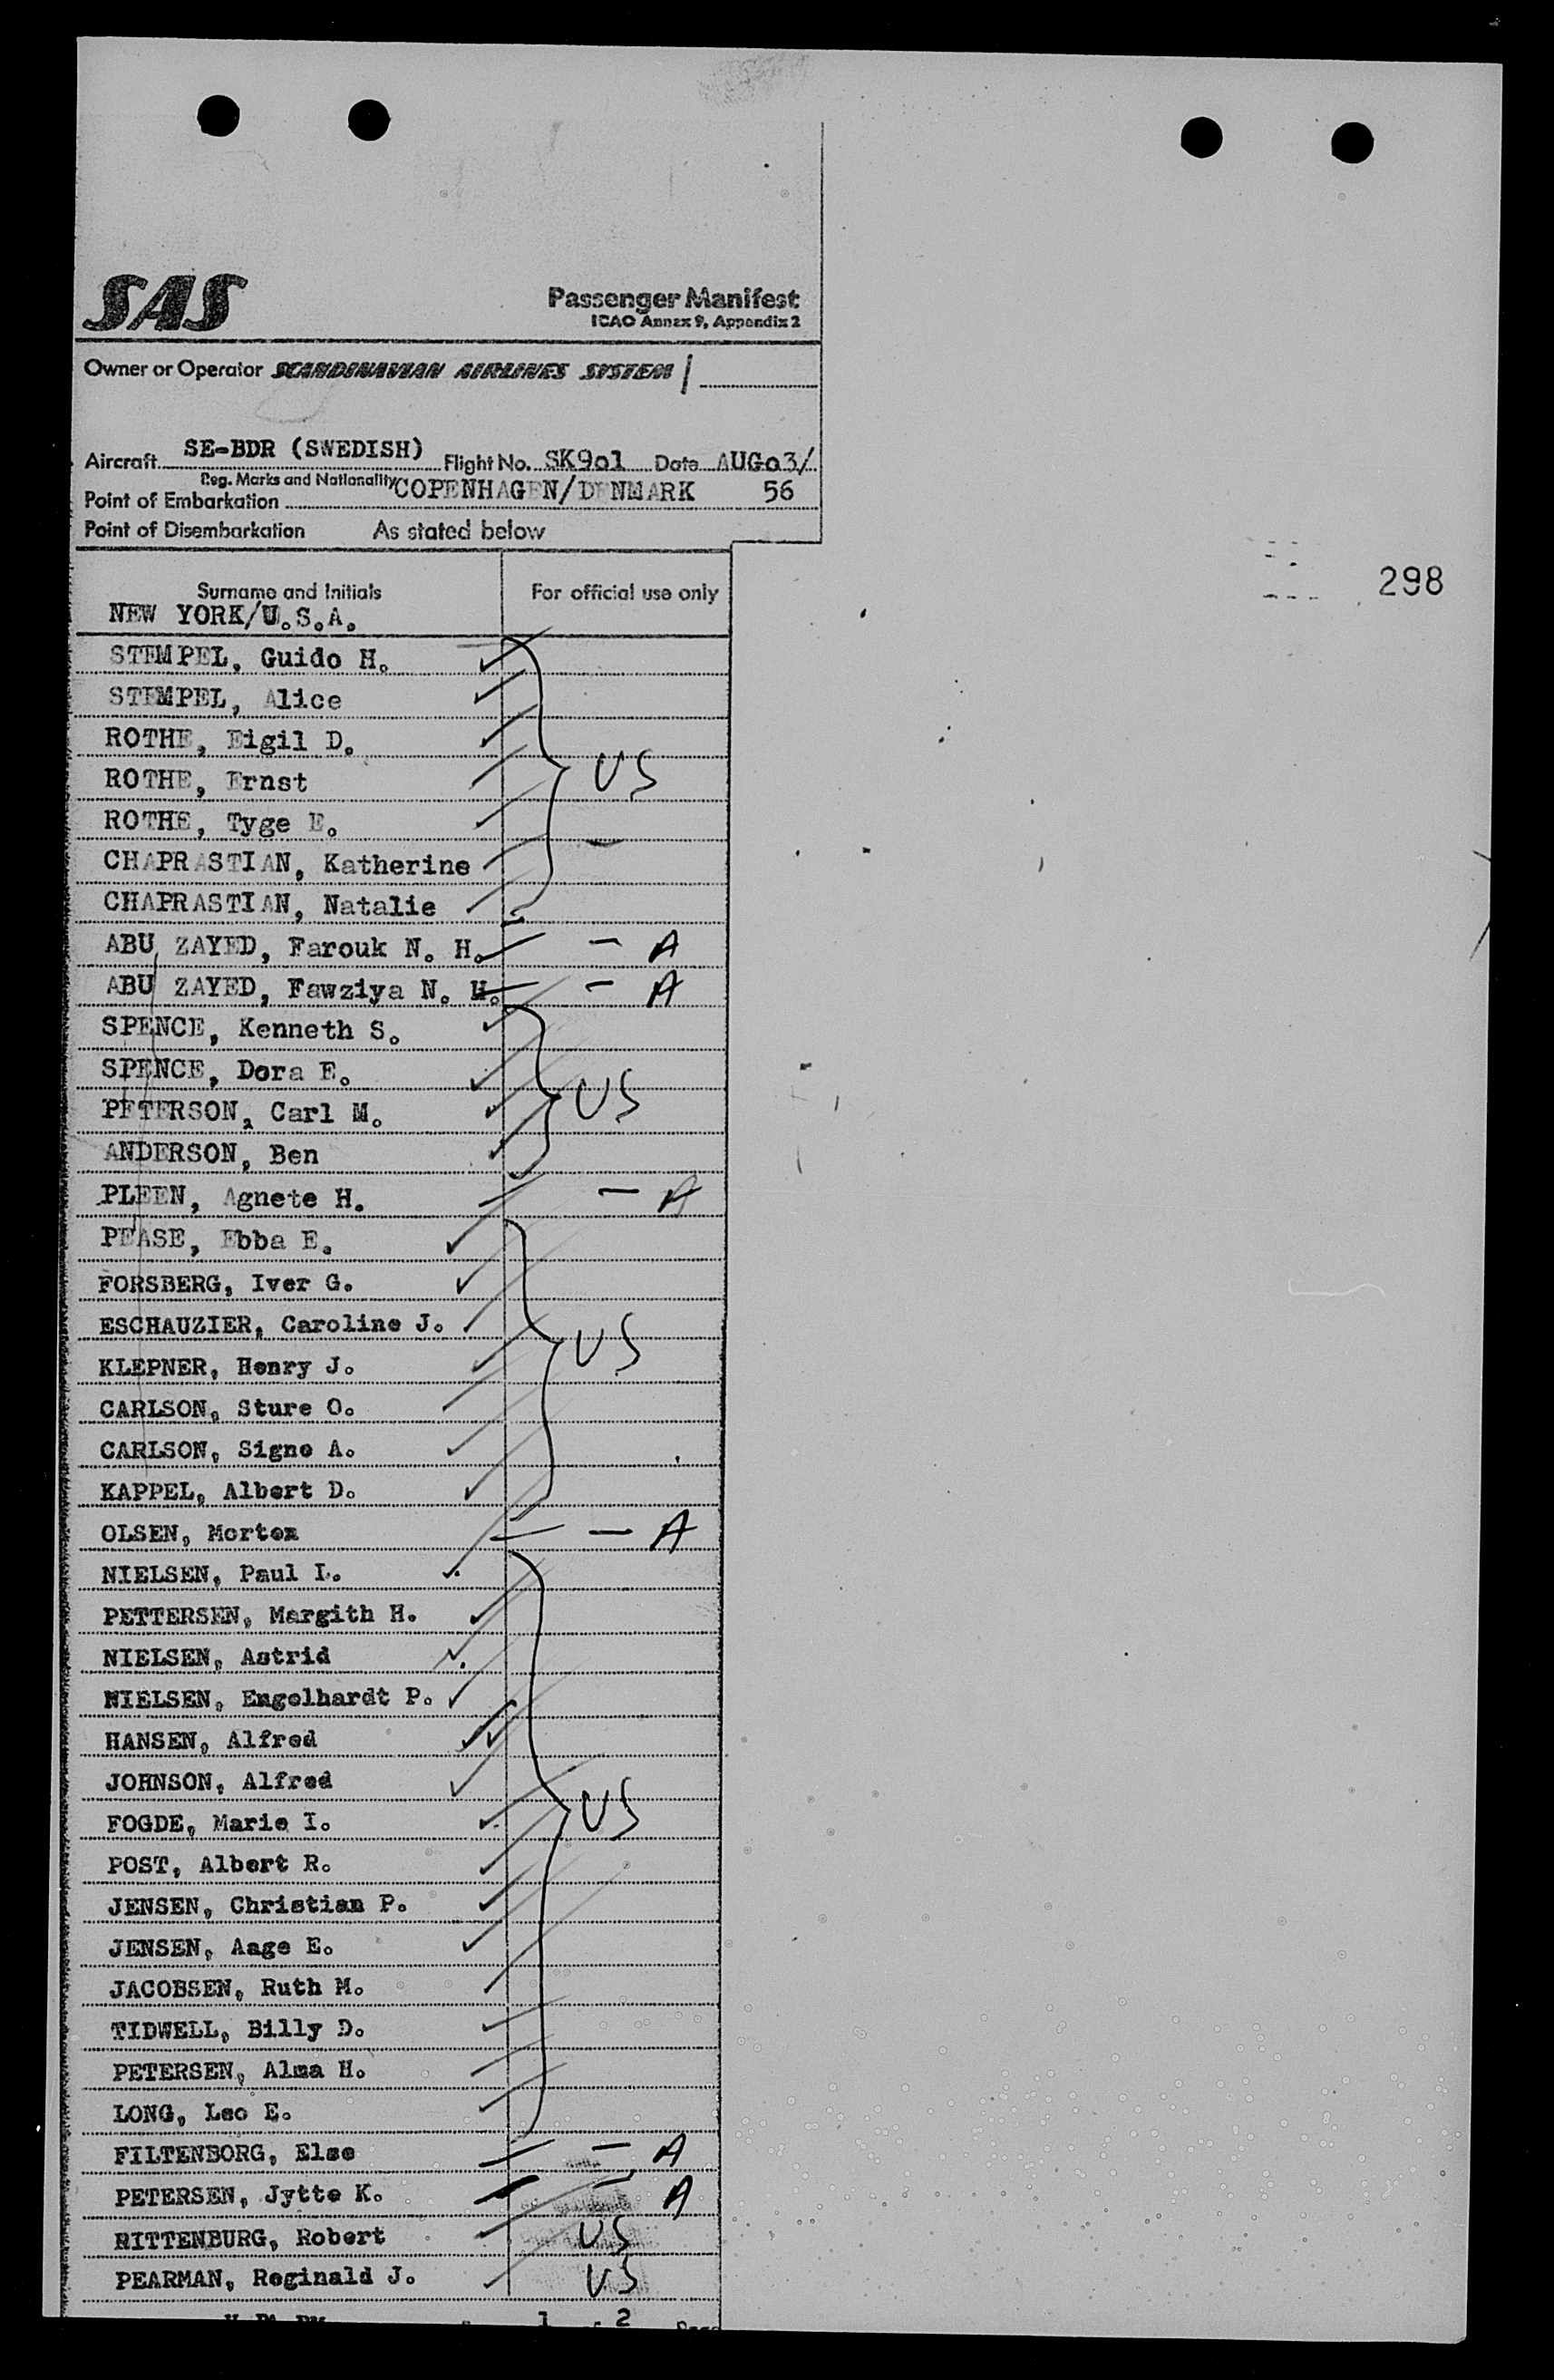 SAS
Passenger Manifest
ICAO Annex 9, Appendix 2
Owner or Operator SCANDINAVIAN AIRLINES SYSTEM /
Aircraft SE-BDR (SWEDISH) Flight No. SK901 Date AUG03/
Reg. Marks and Nationality
Point of Embarkation COPENHAGEN/DENMARK 56
Point of Disembarkation As stated below
298
Surname and Initials For official use only
NEW YORK/U.S.A.
STEMPEL, Guido H.
STEMPEL, Alice
ROTHE, Eigil D.
ROTHE, Ernst US
ROTHE, Tyge E.
CHAPRASTIAN, Katherine
CHAPRASTIAN, Natalie
ABU ZAYED, Farouk N. H. - A
ABU ZAYED, Fawziya N. H. - A
SPENCE, Kenneth S.
SPENCE, Dora E. US
PETERSON, Carl M.
ANDERSON, Ben
PLEEN, Agnete H. - A
PEASE, Ebba E.
FORSBERG, Iver G.
ESCHAUZIER, Caroline J. US
KLEPNER, Henry J.
CARLSON, Sture O.
CARLSON, Signe A.
KAPPEL, Albert D.
OLSEN, Morten - A
NIELSEN, Paul L.
PETTERSEN, Margith H.
NIELSEN, Astrid
NIELSEN, Engelhardt P.
HANSEN, Alfred
JOHNSON, Alfred
FOGDE, Marie I. US
POST, Albert R.
JENSEN, Christian P.
JENSEN, Aage E.
JACOBSEN, Ruth M.
TIDWELL, Billy D.
PETERSEN, Alma H.
LONG, Leo E.
FILTENBORG, Else - A
PETERSEN, Jytte K. - A
RITTENBURG, Robert US
PEARMAN, Reginald J. US
1 2